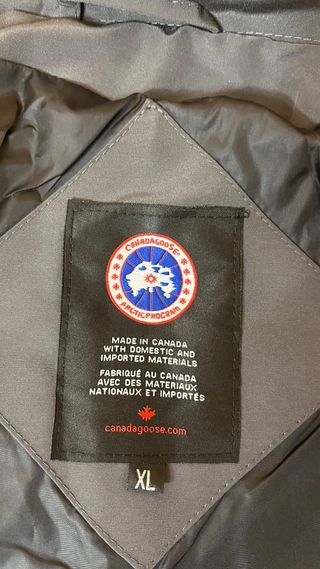 CANADA GOOSE
ARCTIC PROGRAM
MADE IN CANADA
WITH DOMESTIC AND
IMPORTED MATERIALS
FABRIQUÉ AU CANADA
AVEC DES MATERIAUX
NATIONAUX ET IMPORTÉS
canadagoose.com
XL